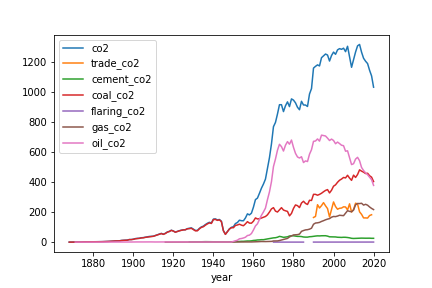 co2
trade_co2
cement_co2
coal_co2
flaring_co2
gas_co2
oil_co2
1200
1000
800
600
400
200
0
1880 1900 1920 1940 1960 1980 2000 2020
year